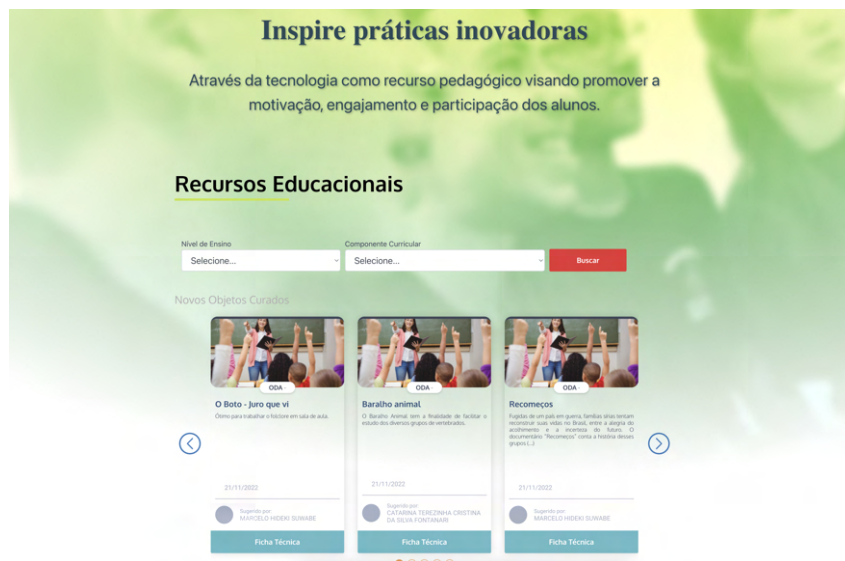 Inspire práticas inovadoras
Através da tecnologia como recurso pedagógico visando promover a
motivação, engajamento e participação dos alunos.
Recursos Educacionais
Nível de Ensino
Componente Curricular
Selecione...
Selecione...
Buscar
Novos Objetos Curados
ODA -
O Boto - Juro que vi
Ótimo para trabalhar o folclore em sala de aula.
21/11/2022
Sugerido por:
MARCELO HIDEKI SUWABE
Ficha Técnica
ODA -
Baralho animal
O Baralho Animal tem a finalidade de facilitar o
estudo dos diversos grupos de vertebrados.
21/11/2022
Sugerido por:
CATARINA TEREZINHA CRISTINA
DA SILVA FONTANARI
Ficha Técnica
ODA -
Recomeços
Fugidas de um país em guerra, famílias sírias tentam
reconstruir suas vidas no Brasil, entre a alegria do
acolhimento e a incerteza do futuro. O
documentário "Recomeços" conta a história desses
grupos (...)
21/11/2022
Sugerido por:
MARCELO HIDEKI SUWABE
Ficha Técnica